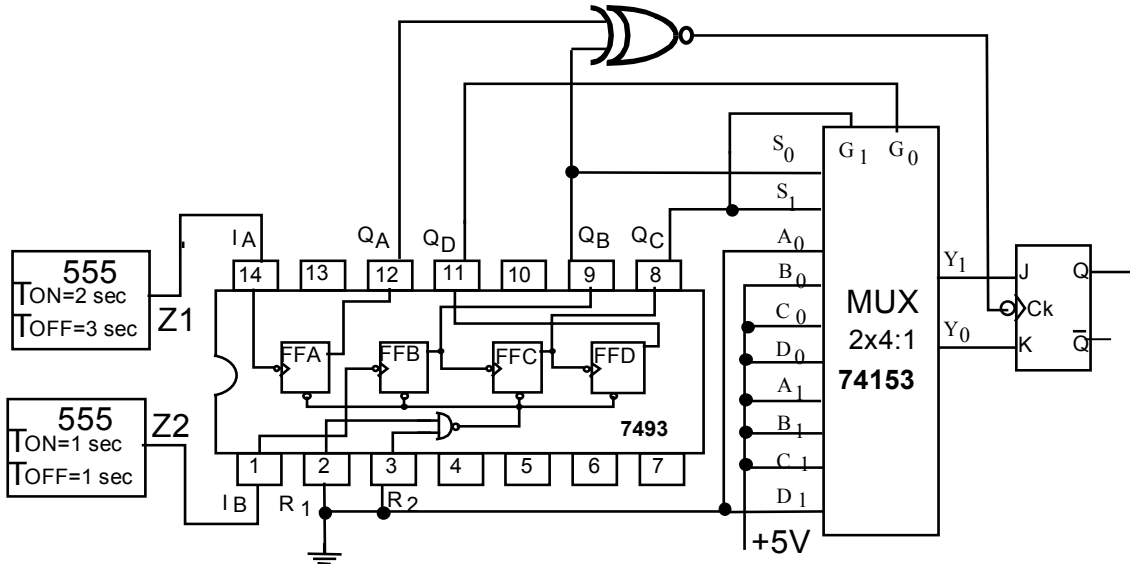 S0
G1 G0
S1
IA QA QD QB QC
A0
555
TON=2 sec
TOFF=3 sec
Z1
14 13 12 11 10 9 8
B0
Y1
J Q
MUX
2x4:1
74153
C0
Ck
Y0
K Q̅
D0
FFA FFB FFC FFD
A1
555
TON=1 sec
TOFF=1 sec
Z2
7493
B1
1 2 3 4 5 6 7
C1
IB R1 R2
D1
+5V